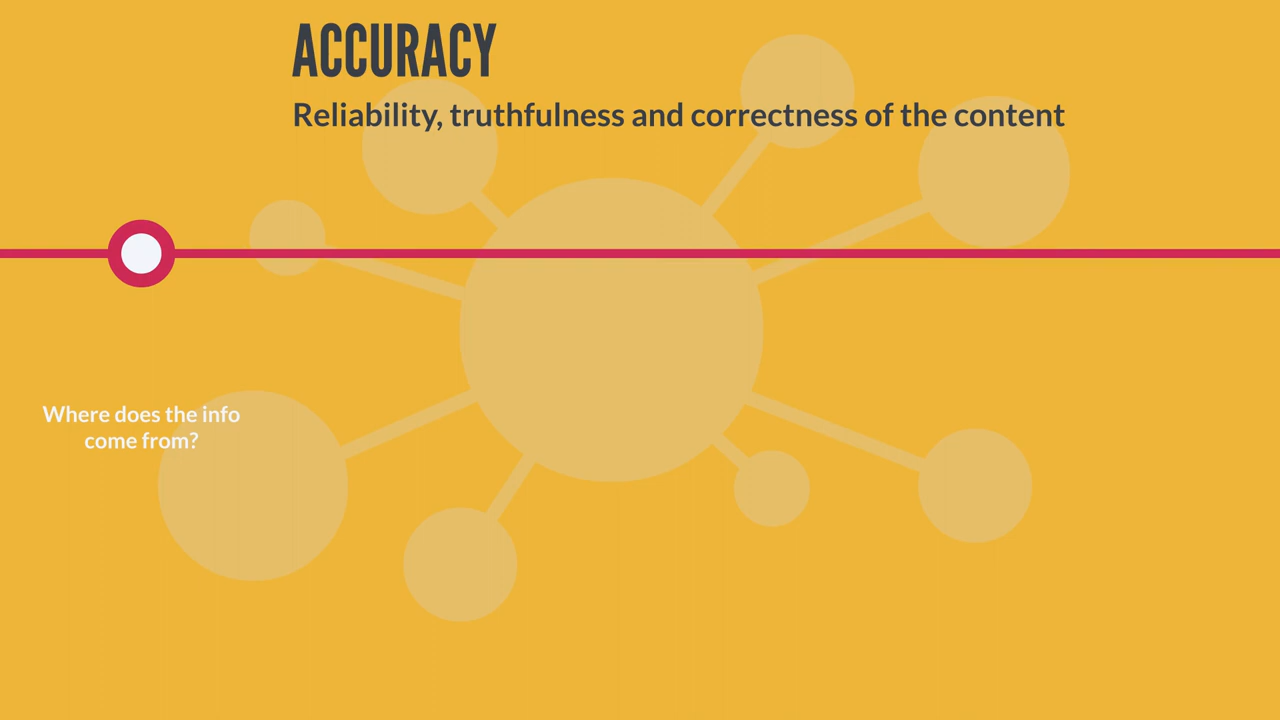 ACCURACY
Reliability, truthfulness and correctness of the content
Where does the info
come from?